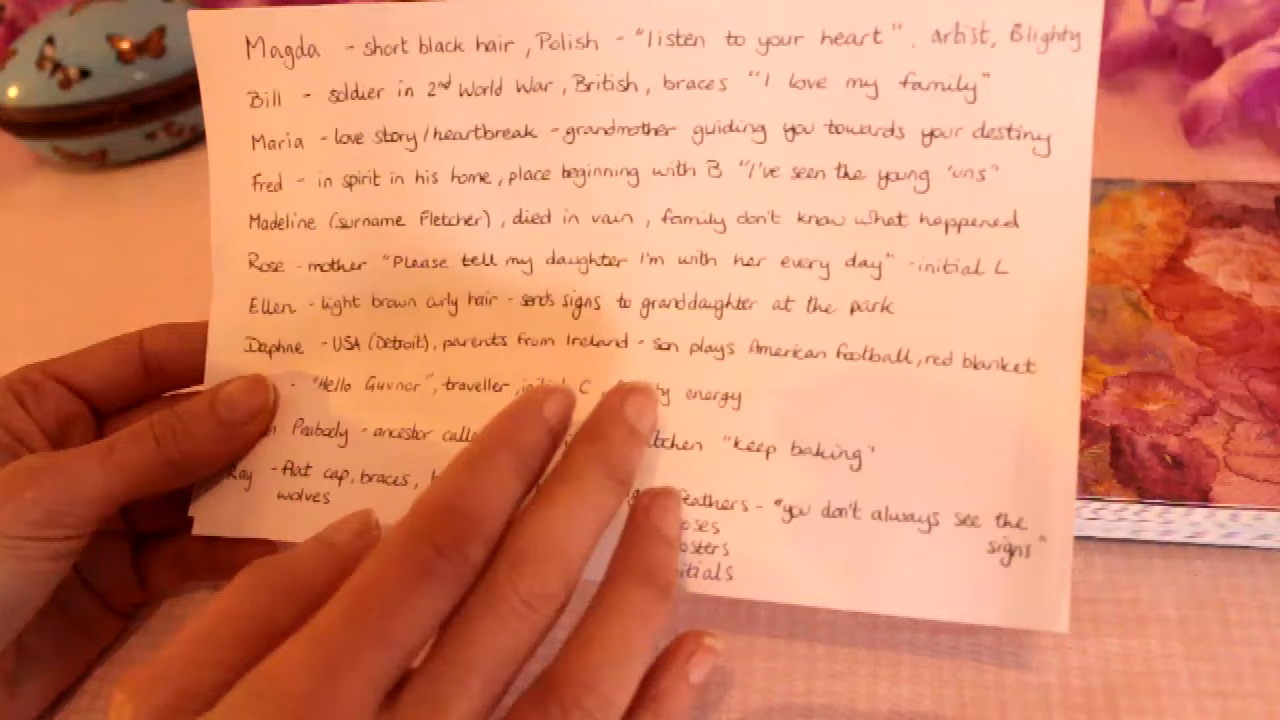 Magda - short black hair, Polish - "listen to your heart". artist, Blighty
Bill - soldier in 2nd World War, British, braces "I love my family"
Maria - love story/heartbreak - grandmother guiding you towards your destiny
Fred - in spirit in his home, place beginning with B "I've seen the young 'uns"
Madeline (surname Fletcher), died in vain, family don't know what happened
Rose - mother "Please tell my daughter I'm with her every day" - initial L
Ellen - light brown curly hair - sends signs to granddaughter at the park
Daphne - USA (Detroit), parents from Ireland - son plays American football, red blanket
- "Hello Guvnor", traveller, C energy
Peabody - ancestor "keep baking"
Ray - flat cap, braces, feathers - "you don't always see the
wolves
signs"